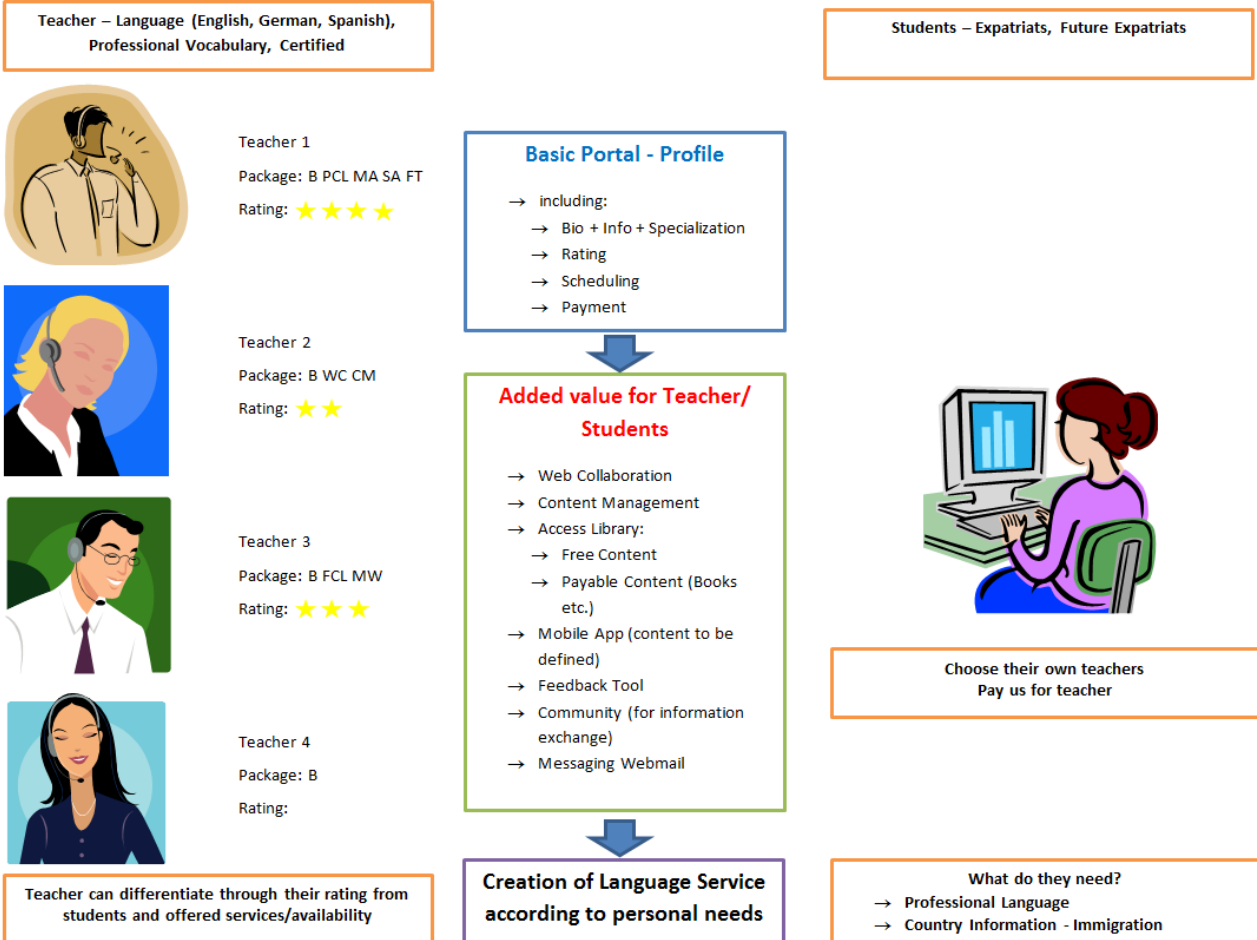 Teacher – Language (English, German, Spanish),
Professional Vocabulary, Certified
Students – Expatriats, Future Expatriats
Teacher 1
Package: B PCL MA SA FT
Rating:
Teacher 2
Package: B WC CM
Rating:
Teacher 3
Package: B FCL MW
Rating:
Teacher 4
Package: B
Rating:
Teacher can differentiate through their rating from
students and offered services/availability
Basic Portal - Profile
→ including:
→ Bio + Info + Specialization
→ Rating
→ Scheduling
→ Payment
Added value for Teacher/
Students
→ Web Collaboration
→ Content Management
→ Access Library:
→ Free Content
→ Payable Content (Books
etc.)
→ Mobile App (content to be
defined)
→ Feedback Tool
→ Community (for information
exchange)
→ Messaging Webmail
Creation of Language Service
according to personal needs
Choose their own teachers
Pay us for teacher
What do they need?
→ Professional Language
→ Country Information - Immigration